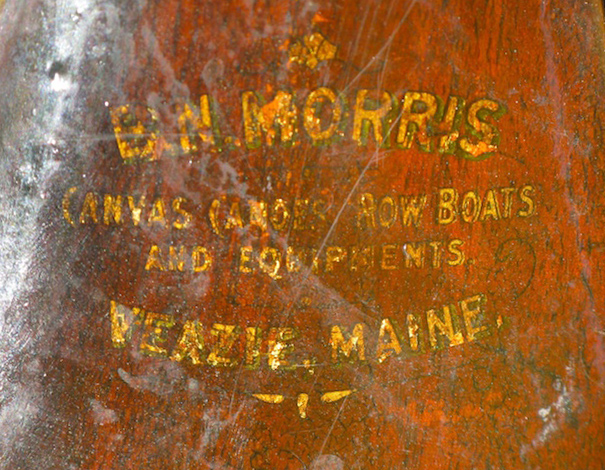 B.N. MORRIS
CANVAS CANOES ROW BOATS
AND EQUIPMENTS.
VEAZIE, MAINE.